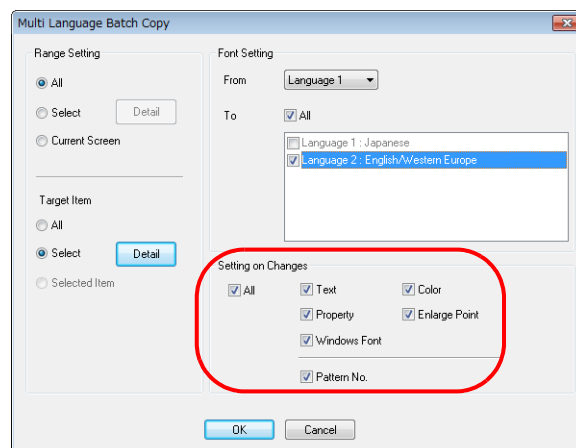 Multi Language Batch Copy
Range Setting
All
Select Detail
Current Screen
Target Item
All
Select Detail
Selected Item
Font Setting
From Language 1
To All
Language 1 : Japanese
Language 2 : English/Western Europe
Setting on Changes
All Text Color
Property Enlarge Point
Windows Font
Pattern No.
OK Cancel